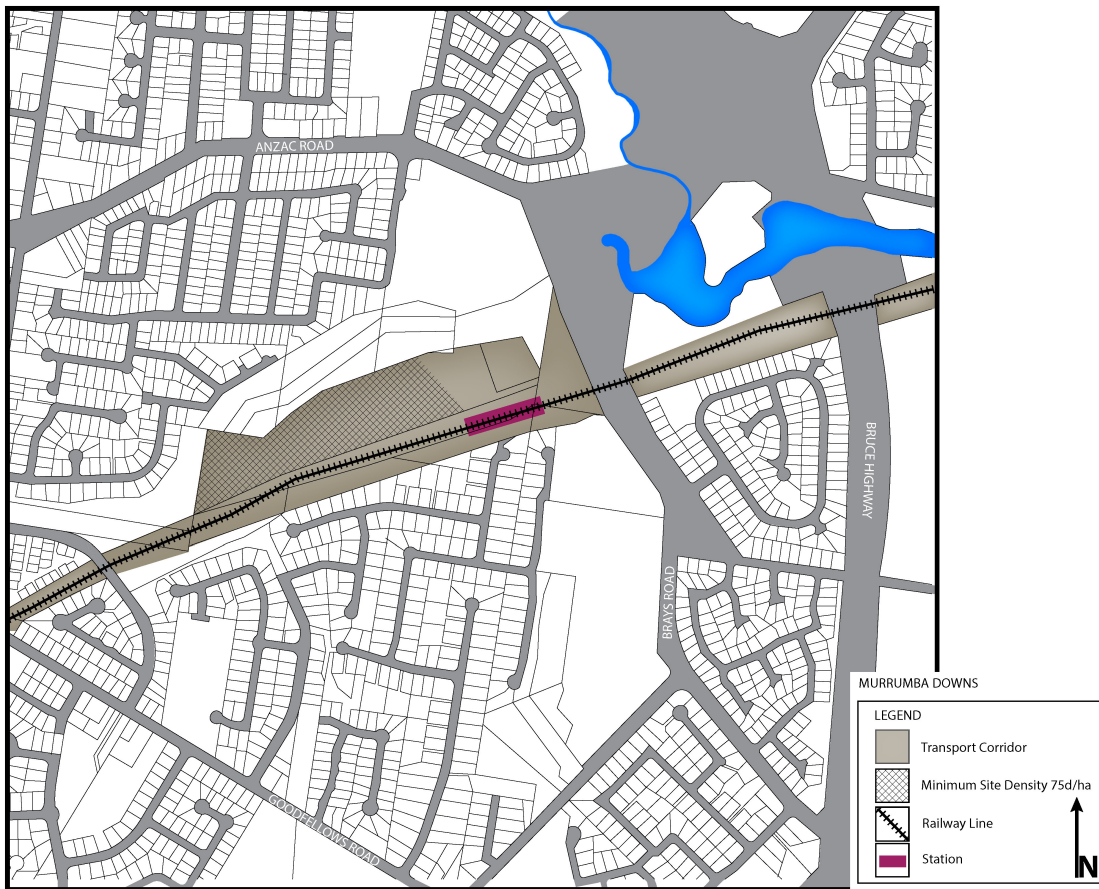 ANZAC ROAD
BRUCE HIGHWAY
BRAYS ROAD
GOODFELLOWS ROAD
MURRUMBA DOWNS
LEGEND
Transport Corridor
Minimum Site Density 75d/ha
Railway Line
Station
N